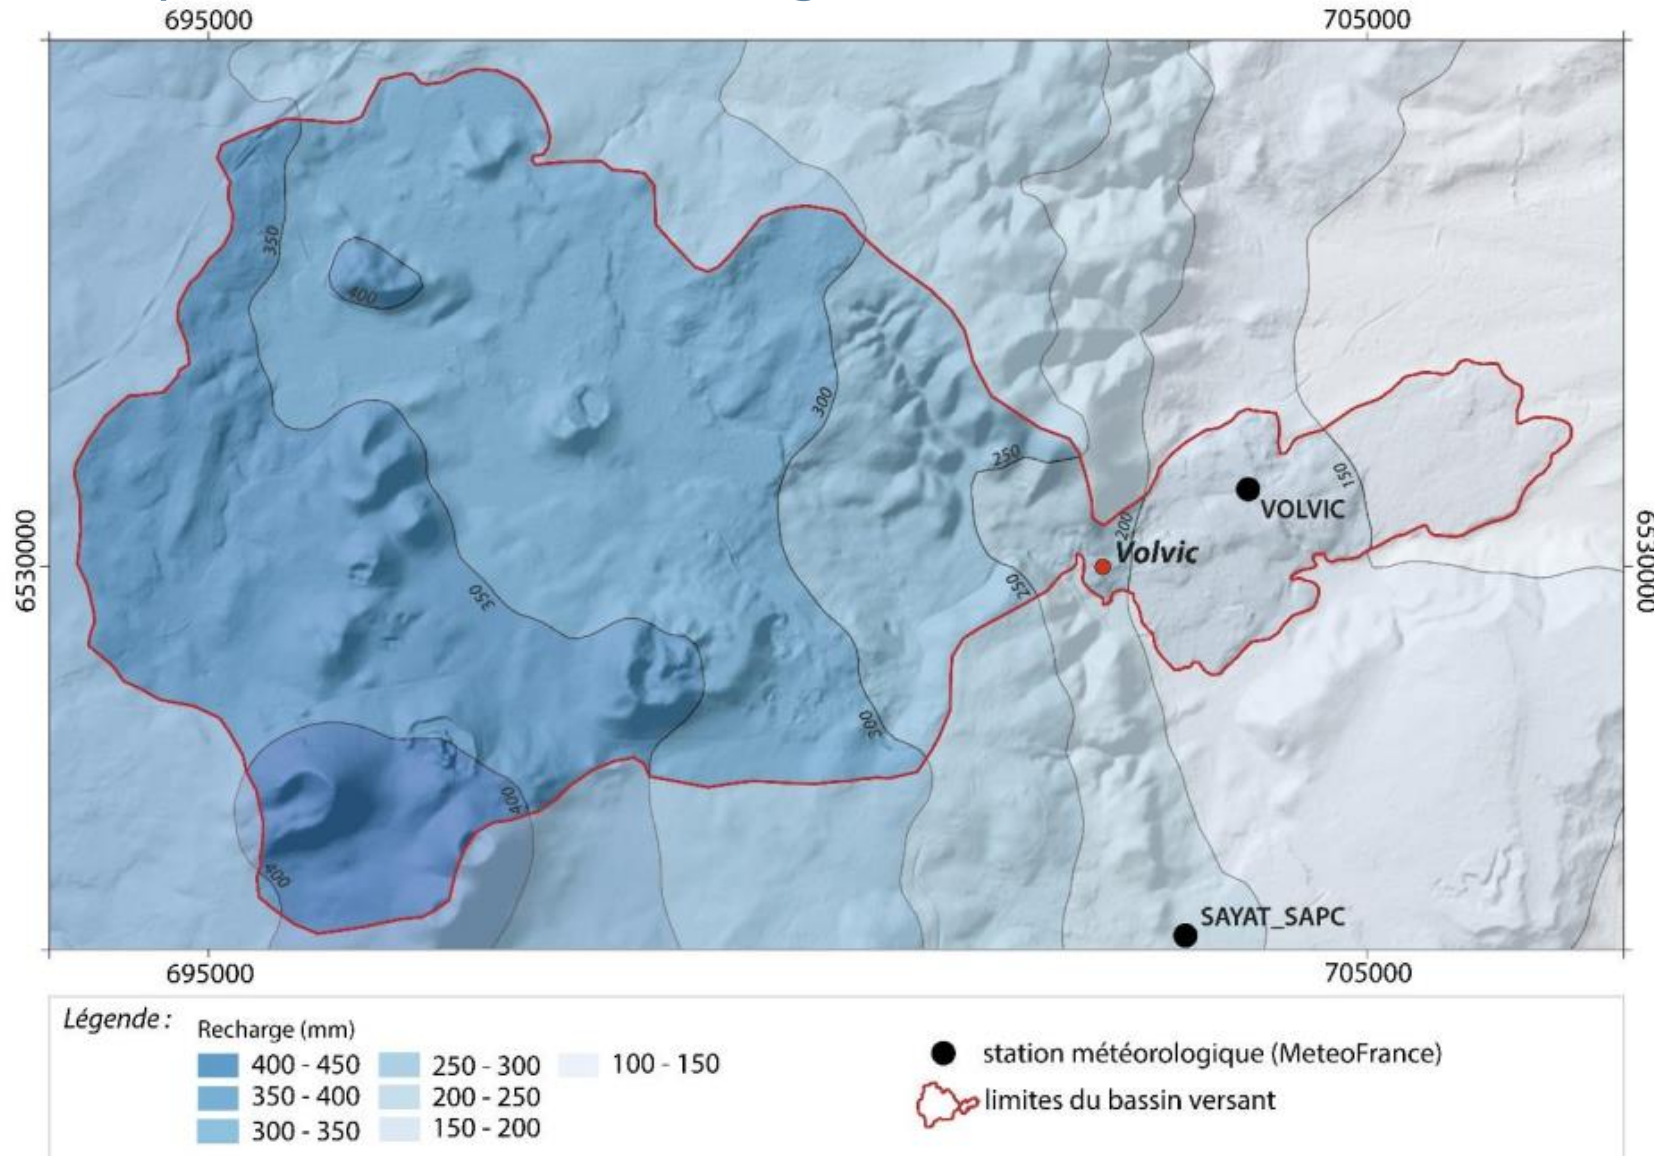 695000 705000
350
400
300
250
150
VOLVIC
200
Volvic
6530000 6530000
250
350
300
400
400
SAYAT_SAPC
695000 705000
Légende :
Recharge (mm)
400 - 450 250 - 300 100 - 150
350 - 400 200 - 250
300 - 350 150 - 200
station météorologique (MeteoFrance)
limites du bassin versant